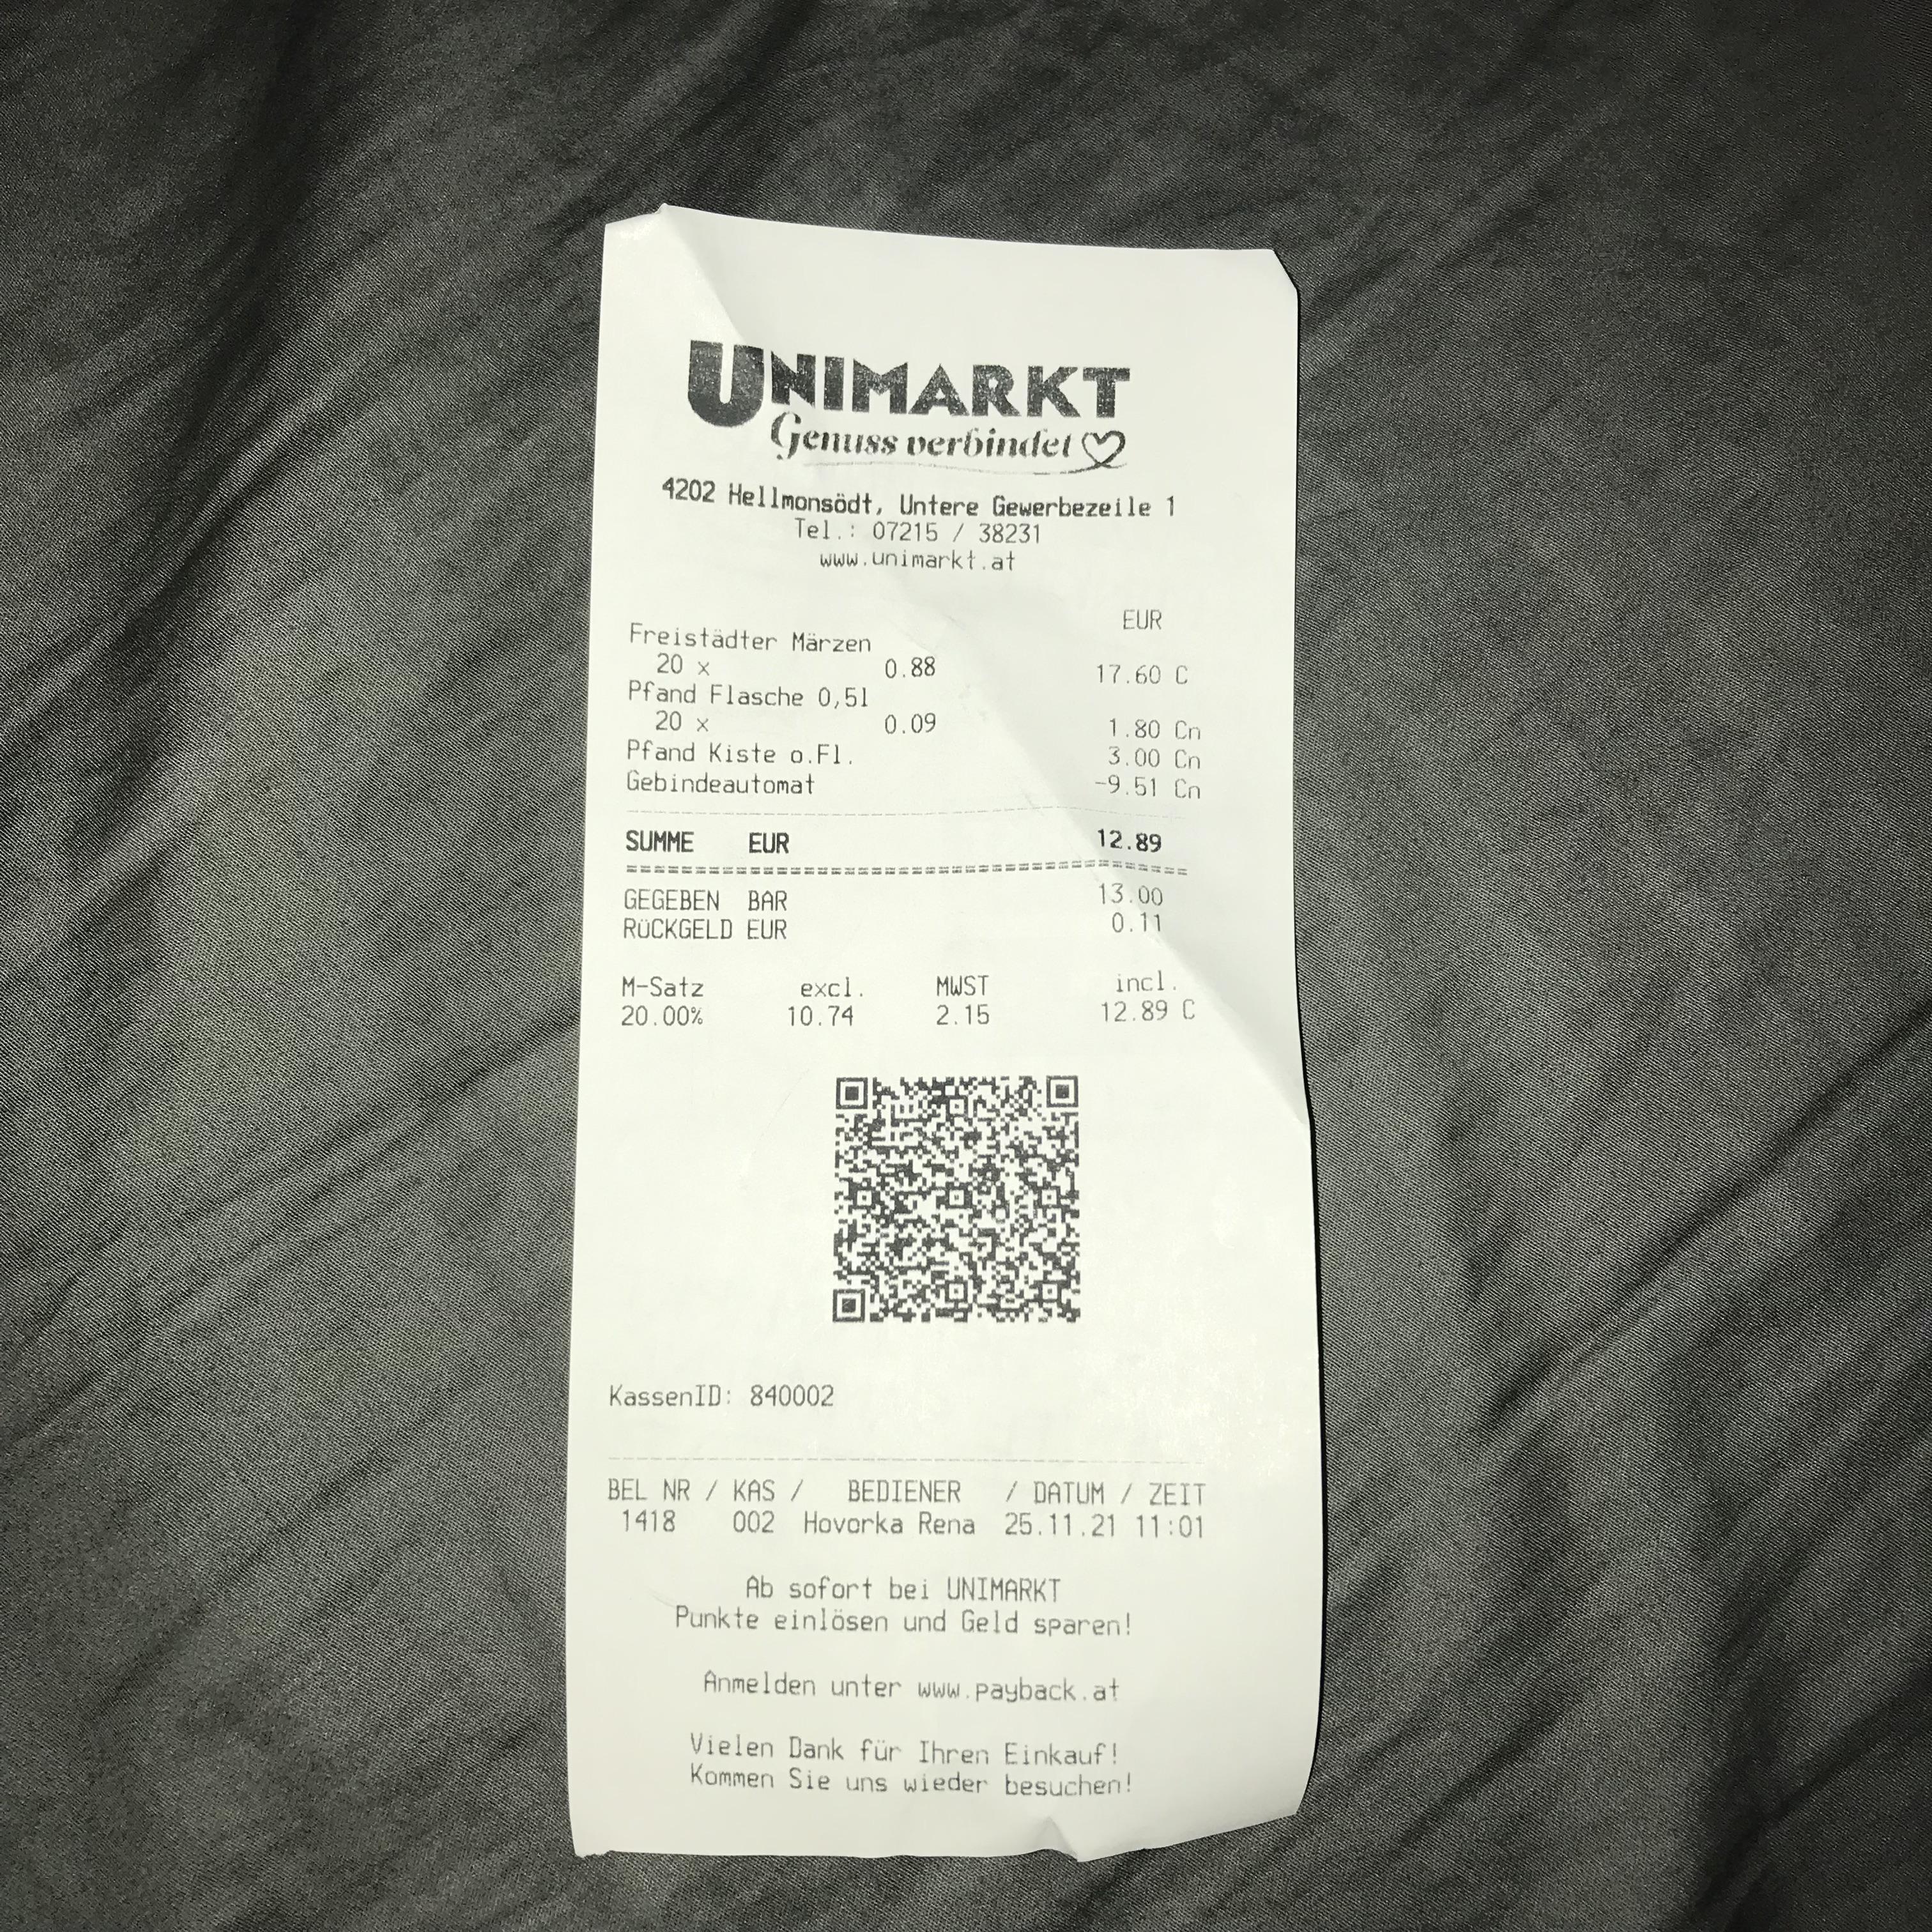 UNIMARKT
Genuss verbindet
4202 Hellmonsödt, Untere Gewerbezeile 1
Tel.: 07215 / 38231
www.unimarkt.at
EUR
Freistädter Märzen
20 x 0.88 17.60 C
Pfand Flasche 0,5l
20 x 0.09 1.80 Cn
Pfand Kiste o.Fl. 3.00 Cn
Gebindeautomat -9.51 Cn
SUMME EUR 12.89
GEGEBEN BAR 13.00
RÜCKGELD EUR 0.11
M-Satz excl. MWST incl.
20.00% 10.74 2.15 12.89 C
KassenID: 840002
BEL NR / KAS / BEDIENER / DATUM / ZEIT
1418 002 Hovorka Rena 25.11.21 11:01
Ab sofort bei UNIMARKT
Punkte einlösen und Geld sparen!
Anmelden unter www.payback.at
Vielen Dank für Ihren Einkauf!
Kommen Sie uns wieder besuchen!